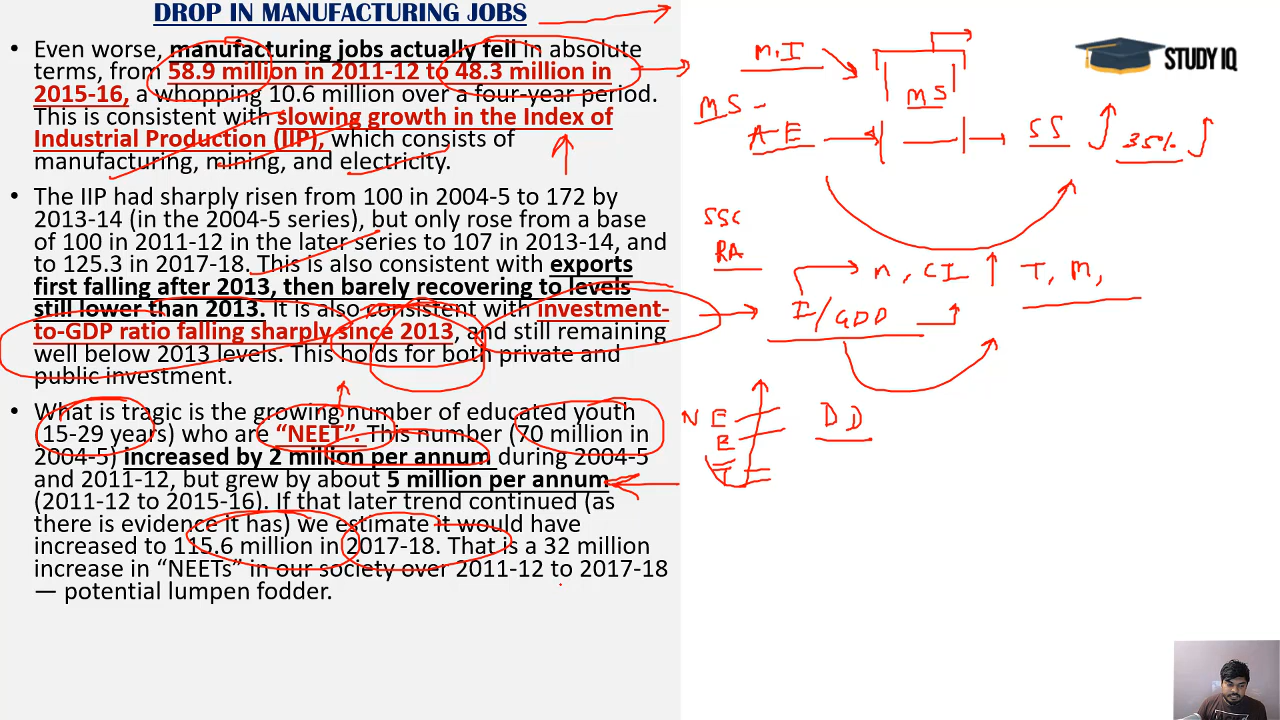 DROP IN MANUFACTURING JOBS
• Even worse, manufacturing jobs actually fell in absolute
terms, from 58.9 million in 2011-12 to 48.3 million in
2015-16, a whopping 10.6 million over a four-year period.
This is consistent with slowing growth in the Index of
Industrial Production (IIP), which consists of
manufacturing, mining, and electricity.
• The IIP had sharply risen from 100 in 2004-5 to 172 by
2013-14 (in the 2004-5 series), but only rose from a base
of 100 in 2011-12 in the later series to 107 in 2013-14, and
to 125.3 in 2017-18. This is also consistent with exports
first falling after 2013, then barely recovering to levels
still lower than 2013. It is also consistent with investment-
to-GDP ratio falling sharply since 2013, and still remaining
well below 2013 levels. This holds for both private and
public investment.
• What is tragic is the growing number of educated youth
(15-29 years) who are “NEET”. This number (70 million in
2004-5) increased by 2 million per annum during 2004-5
and 2011-12, but grew by about 5 million per annum
(2011-12 to 2015-16). If that later trend continued (as
there is evidence it has) we estimate it would have
increased to 115.6 million in 2017-18. That is a 32 million
increase in “NEETs” in our society over 2011-12 to 2017-18
— potential lumpen fodder.
STUDY IQ
M, I
MS
MS -
A E
SS
35%
SSC
RA
n, CI T, M,
I/GDP
N E
E
T
DD